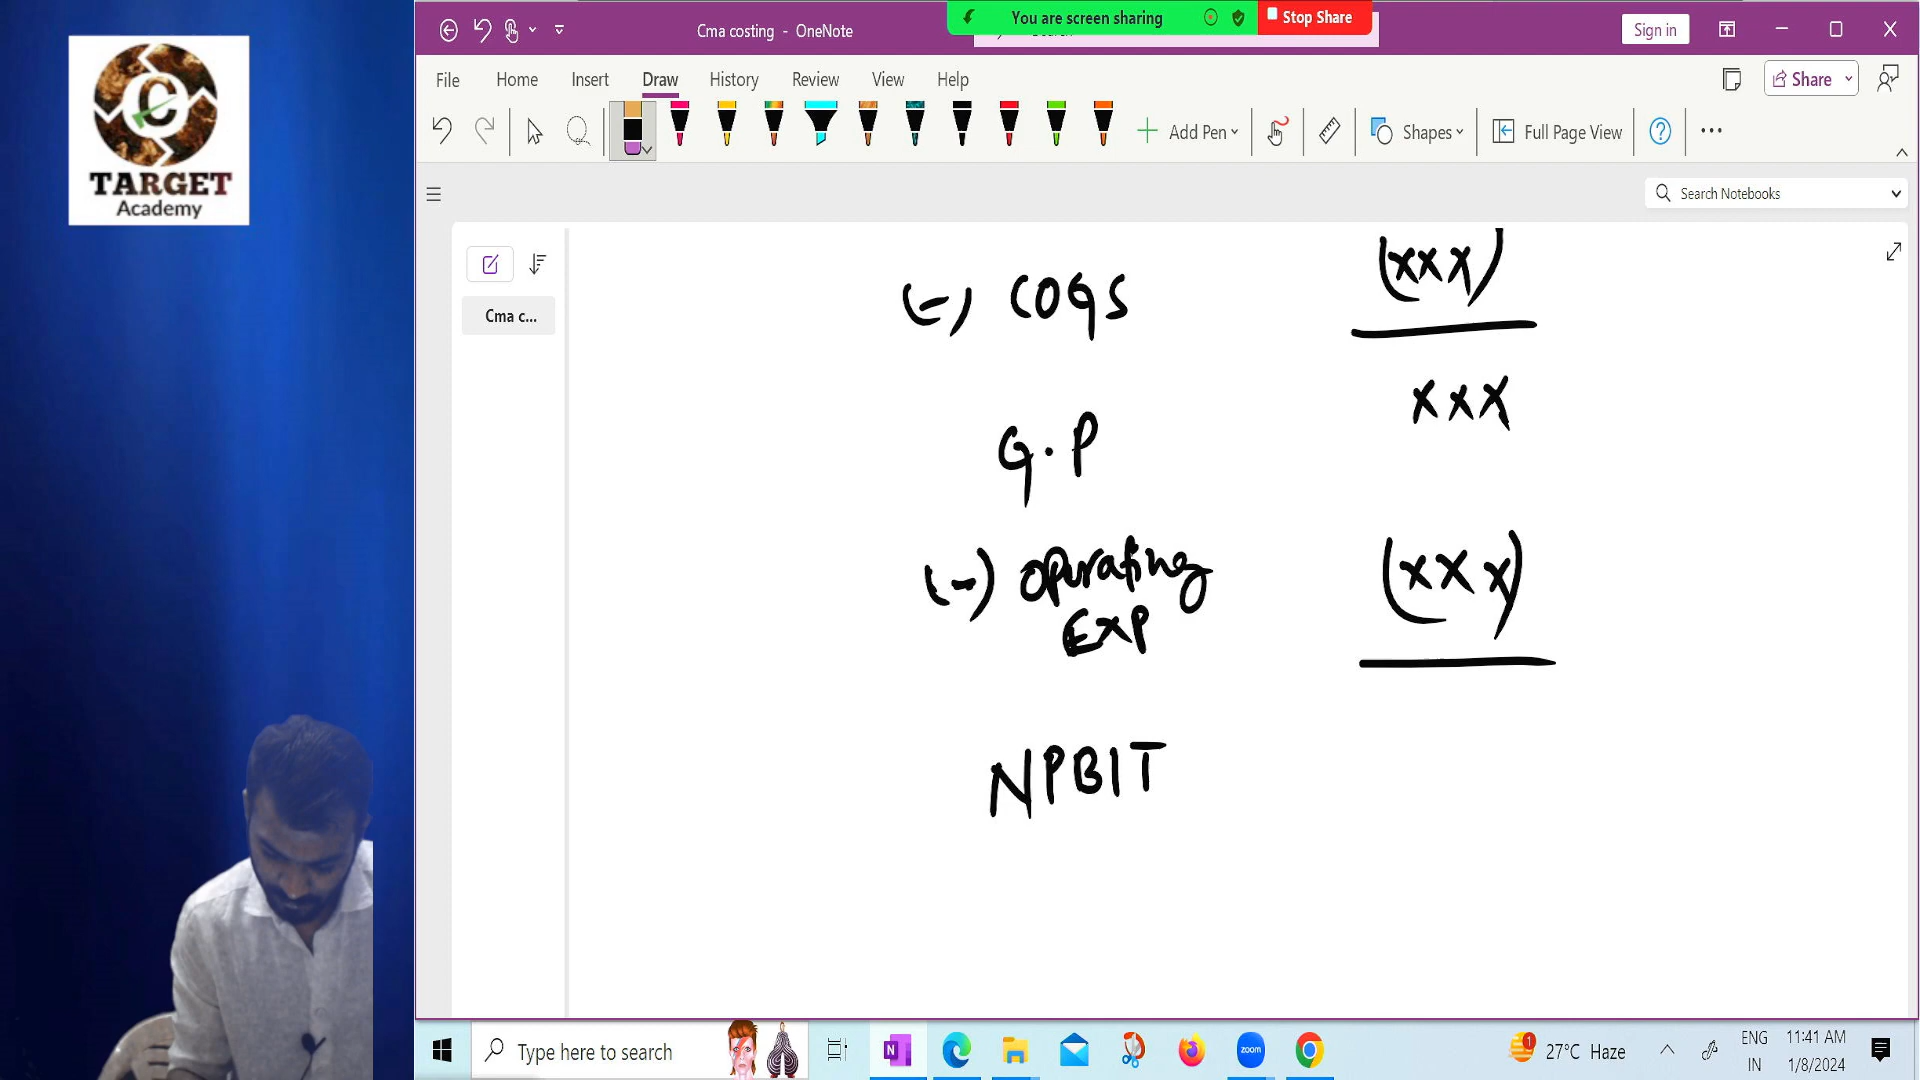 C
TARGET
Academy
Cma costing - OneNote
You are screen sharing
Stop Share
Sign in
File Home Insert Draw History Review View Help
Share
Add Pen
Shapes
Full Page View
Search Notebooks
Cma c...
(-) COGS (xxx)
xxx
G.P
(-) operating (xxx)
EXP
NPBIT
Type here to search
zoom
1
27°C Haze
ENG
IN
11:41 AM
1/8/2024